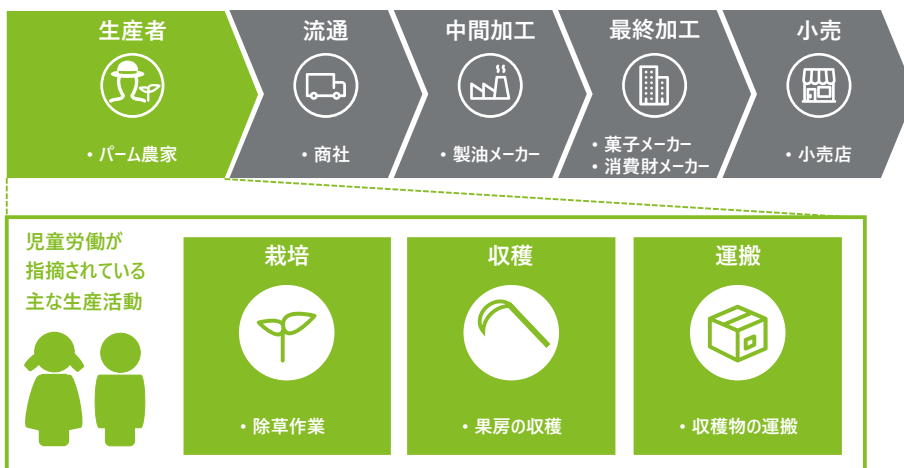 生産者
流通
中間加工
最終加工
小売
・パーム農家
・商社
・製油メーカー
・菓子メーカー
・消費財メーカー
・小売店
児童労働が
指摘されている
主な生産活動
栽培
収穫
運搬
・除草作業
・果房の収穫
・収穫物の運搬